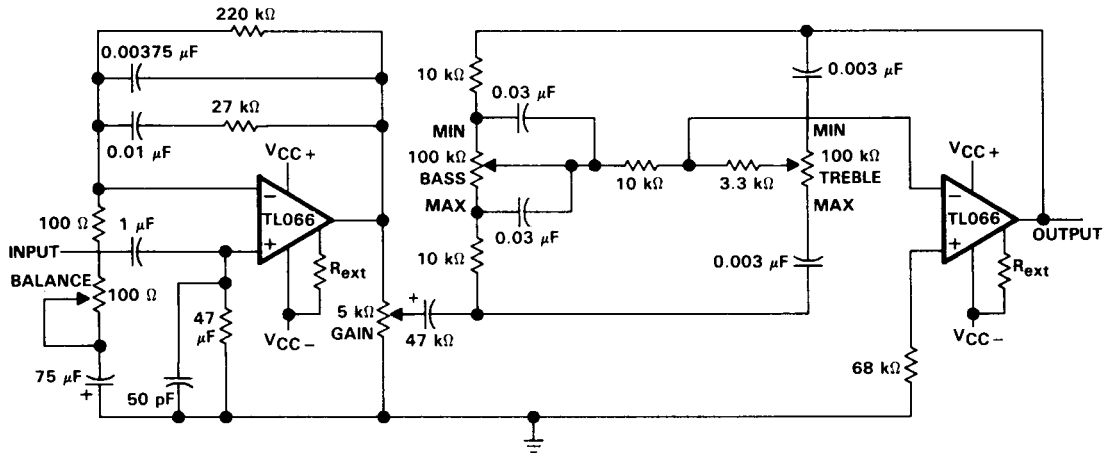 220 kΩ
0.00375 μF
27 kΩ
0.01 μF
VCC+
−
TL066
+
100 Ω
1 μF
INPUT
BALANCE
100 Ω
Rext
47
μF
VCC−
5 kΩ
GAIN
+
47 kΩ
75 μF
+
50 pF
10 kΩ
0.03 μF
MIN
100 kΩ
BASS
MAX
0.03 μF
10 kΩ
10 kΩ
3.3 kΩ
0.003 μF
MIN
100 kΩ
TREBLE
MAX
0.003 μF
VCC+
−
TL066
+
OUTPUT
Rext
VCC−
68 kΩ